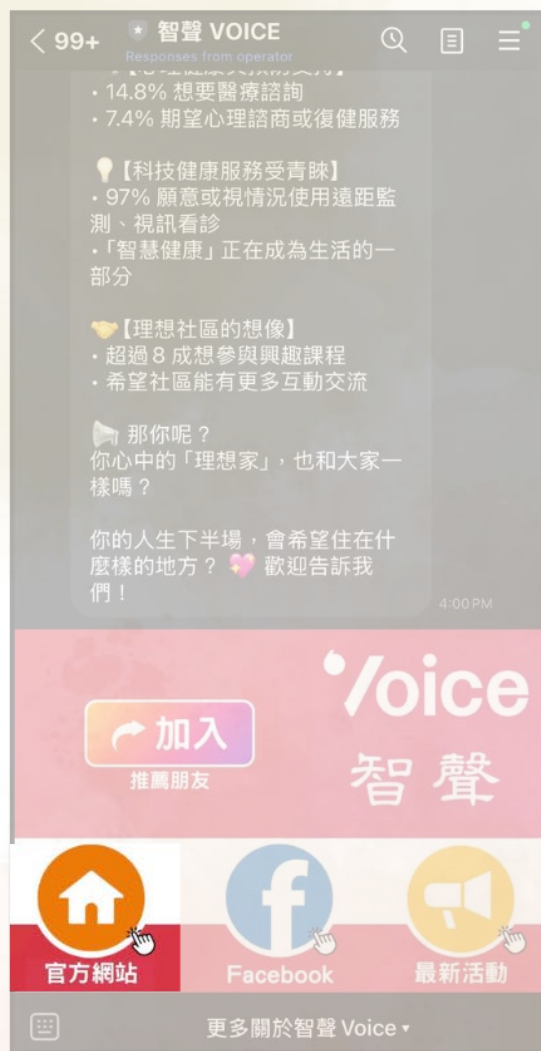 99+
智聲 VOICE
Responses from operator
・14.8% 想要醫療諮詢
・7.4% 期望心理諮商或復健服務
💡【科技健康服務受青睞】
・97% 願意或視情況使用遠距監
測、視訊看診
・「智慧健康」正在成為生活的一
部分
🤝【理想社區的想像】
・超過8 成想參與興趣課程
・希望社區能有更多互動交流
📢 那你呢?
你心中的「理想家」,也和大家一
樣嗎?
你的人生下半場,會希望住在什
麼樣的地方?💖 歡迎告訴我
們!
4:00 PM
Voice
加入
智聲
推薦朋友
官方網站
Facebook
最新活動
更多關於智聲 Voice ▾